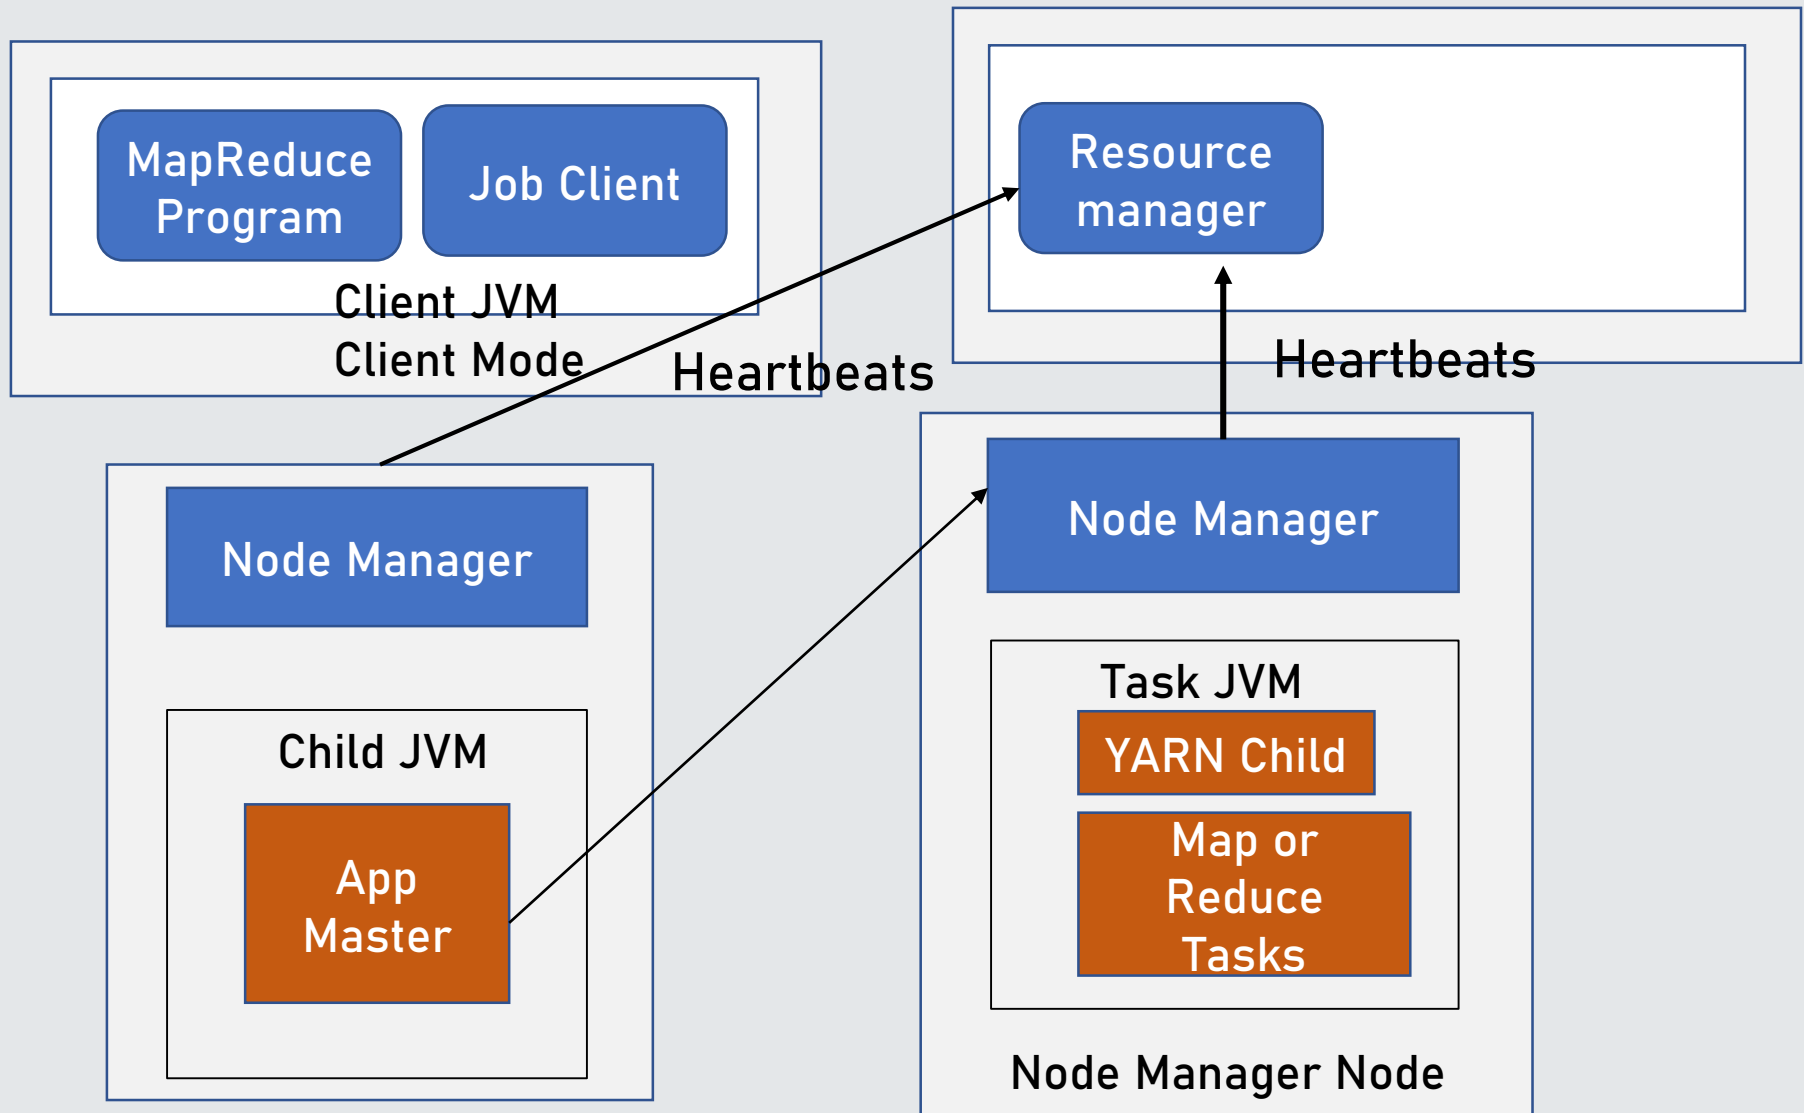 MapReduce
Program
Job Client
Client JVM
Client Mode
Resource
manager
Heartbeats
Heartbeats
Node Manager
Child JVM
App
Master
Node Manager
Task JVM
YARN Child
Map or
Reduce
Tasks
Node Manager Node